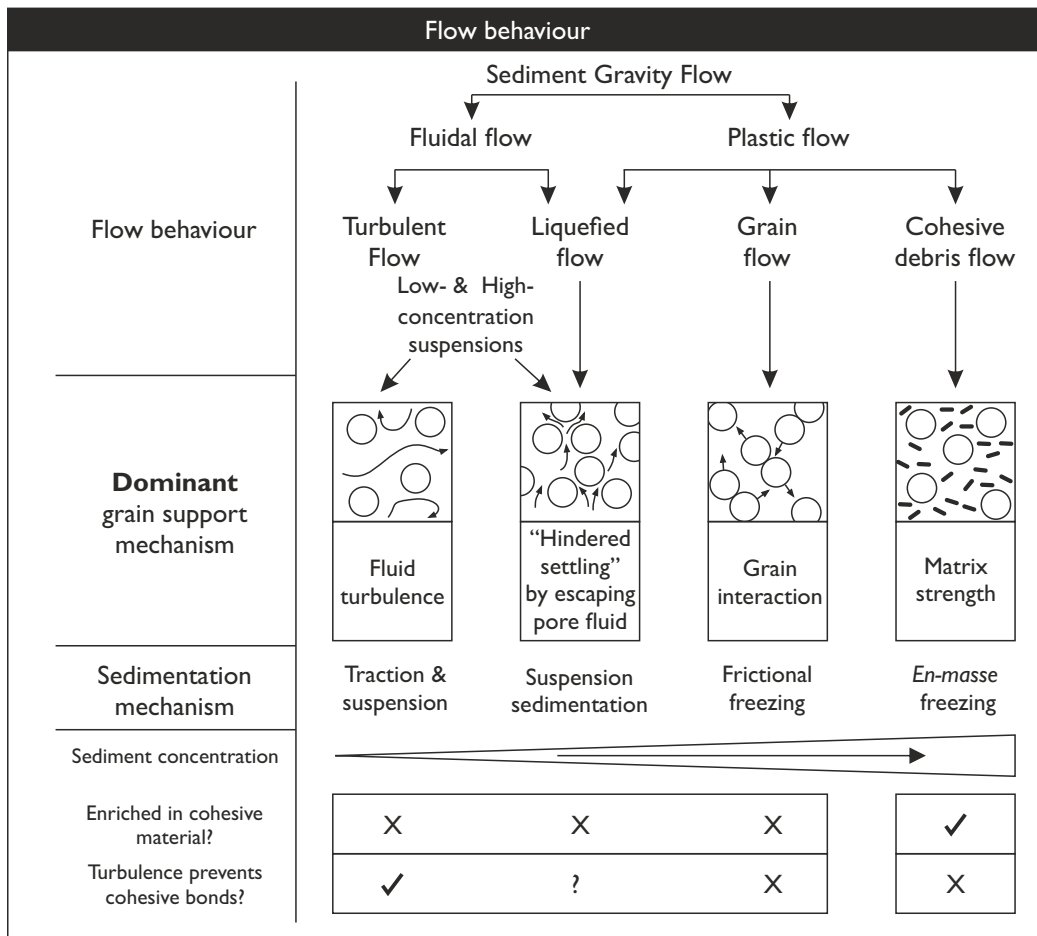 Flow behaviour
Sediment Gravity Flow
Fluidal flow
Plastic flow
Flow behaviour
Turbulent
Flow
Liquefied
flow
Grain
flow
Cohesive
debris flow
Low- & High-
concentration
suspensions
Dominant
grain support
mechanism
Fluid
turbulence
“Hindered
settling”
by escaping
pore fluid
Grain
interaction
Matrix
strength
Sedimentation
mechanism
Traction &
suspension
Suspension
sedimentation
Frictional
freezing
En-masse
freezing
Sediment concentration
Enriched in cohesive
material?
X X X ✓
Turbulence prevents
cohesive bonds?
✓ ? X X